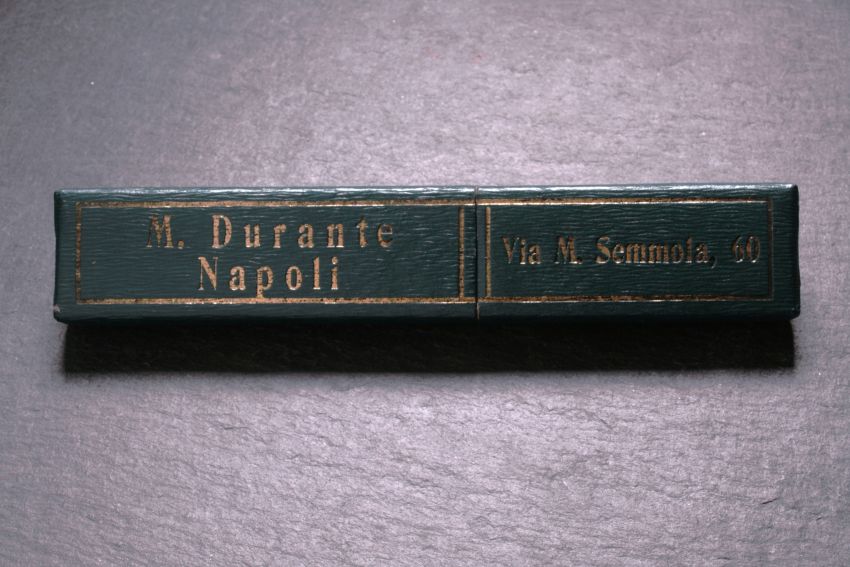 M. Durante
Napoli
Via M. Semmola, 60